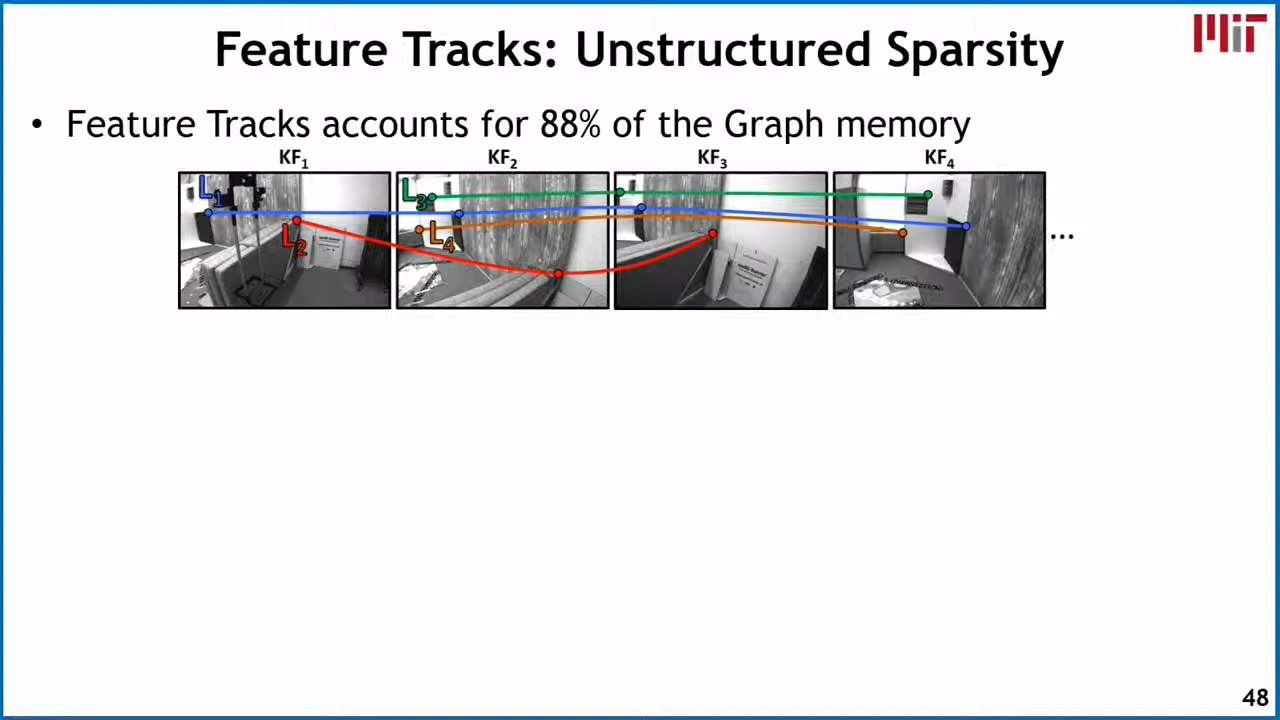 Feature Tracks: Unstructured Sparsity
MIT
• Feature Tracks accounts for 88% of the Graph memory
KF1 KF2 KF3 KF4
L1 L2 L3 L4
...
48